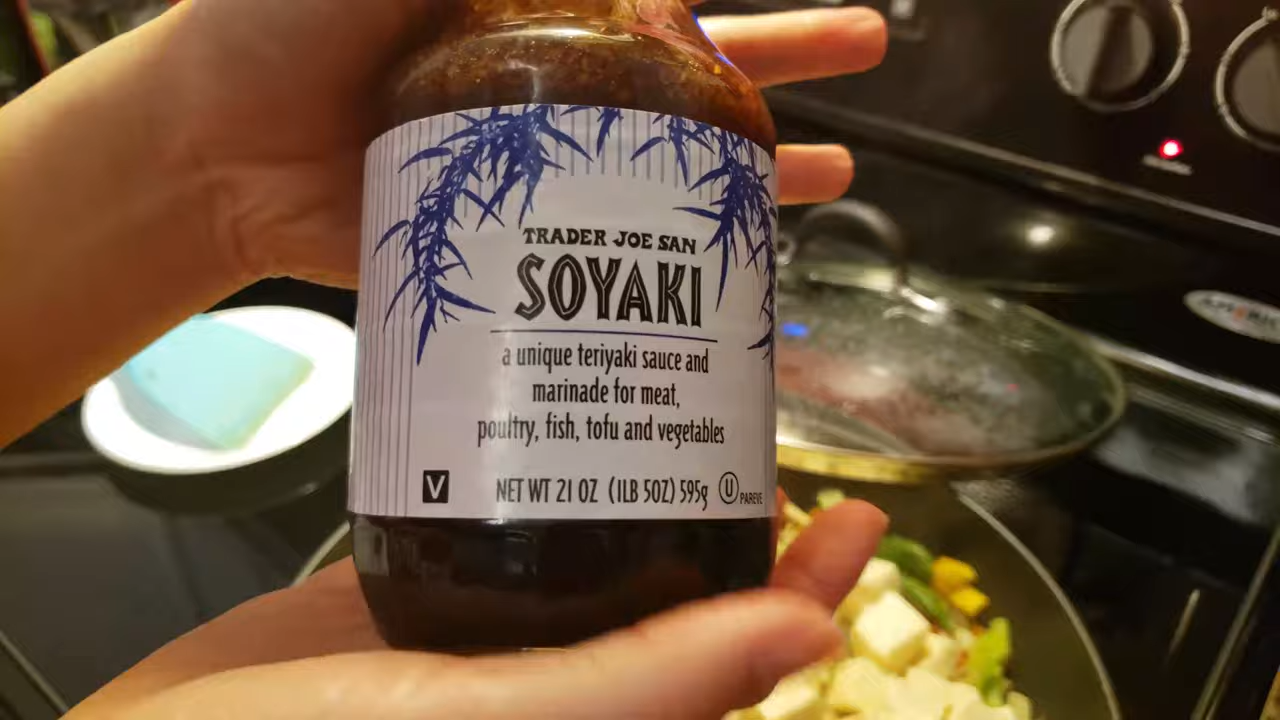 TRADER JOE SAN
SOYAKI
a unique teriyaki sauce and
marinade for meat,
poultry, fish, tofu and vegetables
V
NET WT 21 OZ (1LB 5OZ) 595g
U PAREVE